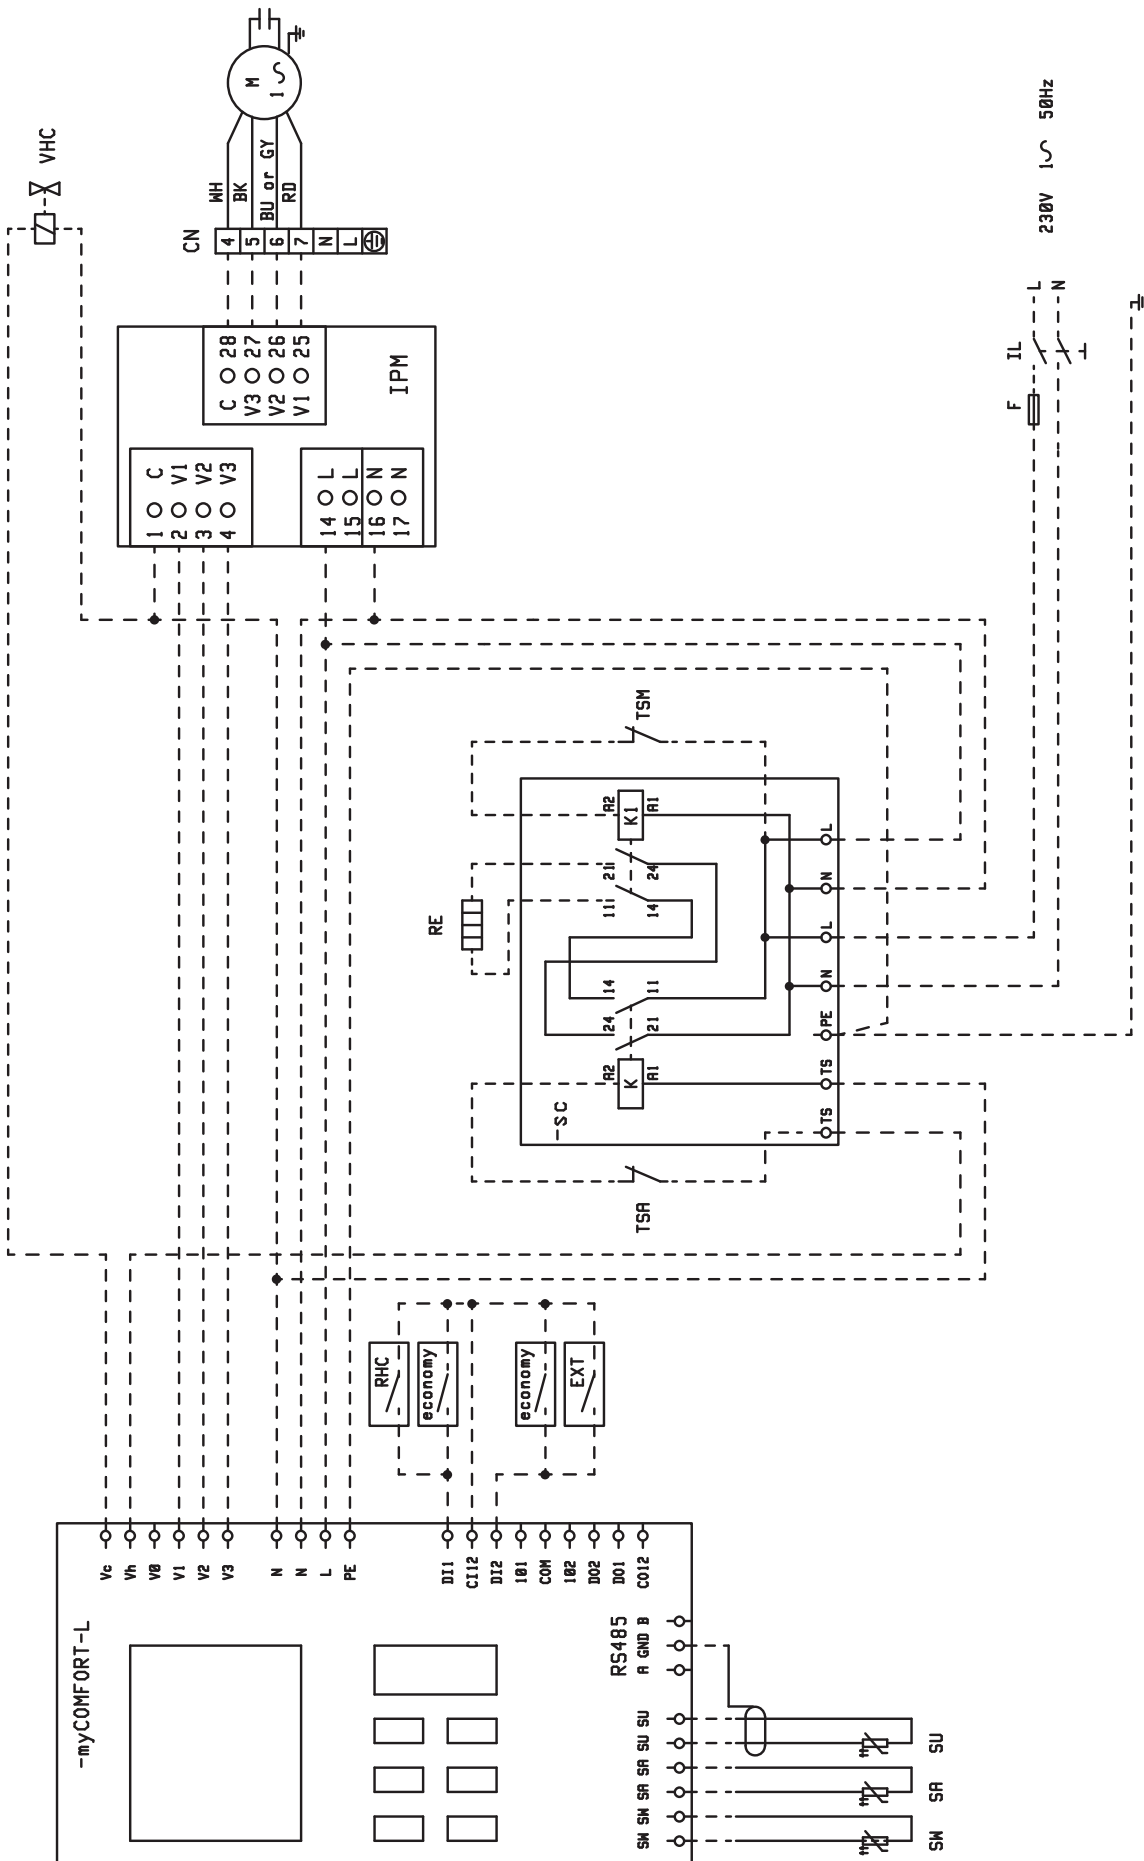 VHC
M
1
WH
BK
BU or GY
RD
CN
4
5
6
7
N
L
230V 1 50Hz
L
N
IL
F
IPM
C 28
V3 27
V2 26
V1 25
1 C
2 V1
3 V2
4 V3
14 L
15 L
16 N
17 N
TSM
K1
A2
A1
21
24
11
14
RE
14
11
24
21
K
A2
A1
-SC
L
N
L
N
PE
TS
TS
TSA
RHC
economy
economy
EXT
Vc
Vh
V0
V1
V2
V3
N
N
L
PE
DI1
CI12
DI2
101
COM
102
DO2
DO1
CO12
-myCOMFORT-L
RS485
A GND B
SW SW SA SA SU SU
SU
SA
SW